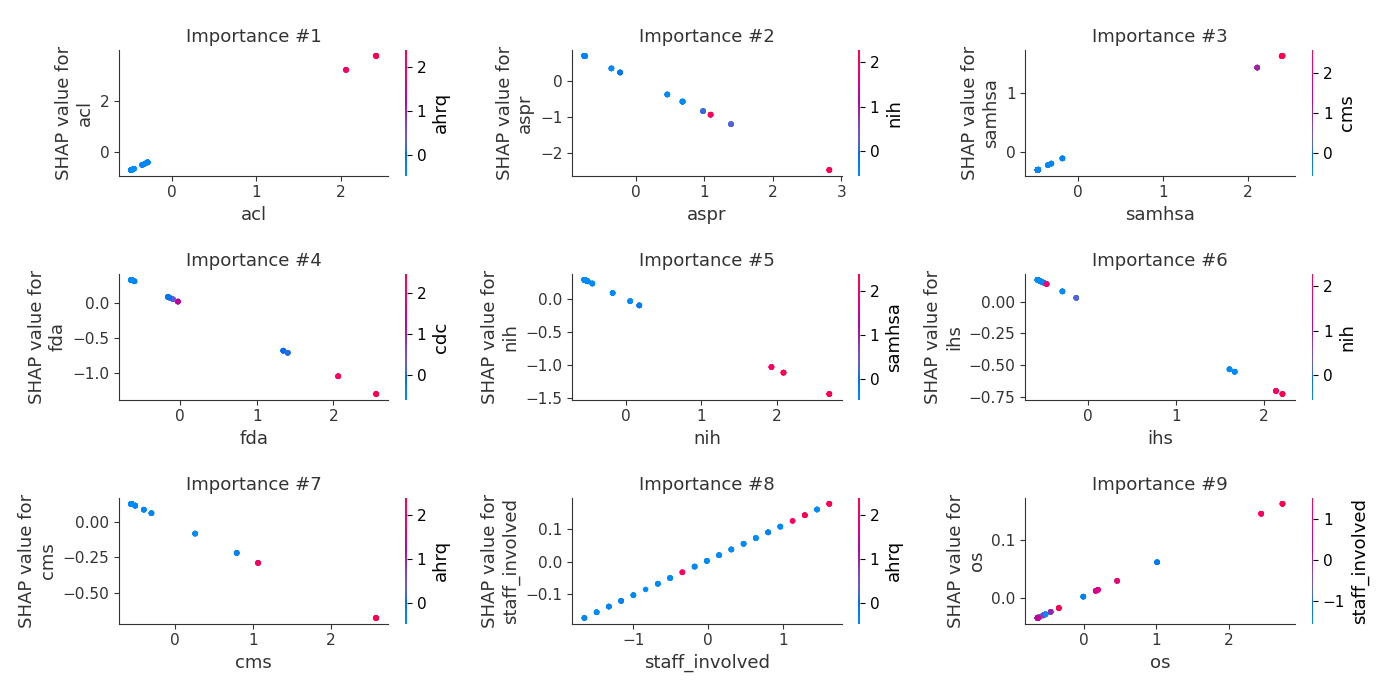 Importance #1
SHAP value for
acl
2
0
0
1
2
acl
2
1
0
ahrq
Importance #2
SHAP value for
aspr
0
−1
−2
0
1
2
3
aspr
2
1
0
nih
Importance #3
SHAP value for
samhsa
1
0
0
1
2
samhsa
2
1
0
cms
Importance #4
SHAP value for
fda
0.0
−0.5
−1.0
0
1
2
fda
2
1
0
cdc
Importance #5
SHAP value for
nih
0.0
−0.5
−1.0
−1.5
0
1
2
nih
2
1
0
samhsa
Importance #6
SHAP value for
ihs
0.00
−0.25
−0.50
−0.75
0
1
2
ihs
2
1
0
nih
Importance #7
SHAP value for
cms
0.00
−0.25
−0.50
0
1
2
cms
2
1
0
ahrq
Importance #8
SHAP value for
staff_involved
0.1
0.0
−0.1
−1
0
1
staff_involved
2
1
0
ahrq
Importance #9
SHAP value for
os
0.1
0.0
0
1
2
os
1
0
−1
staff_involved